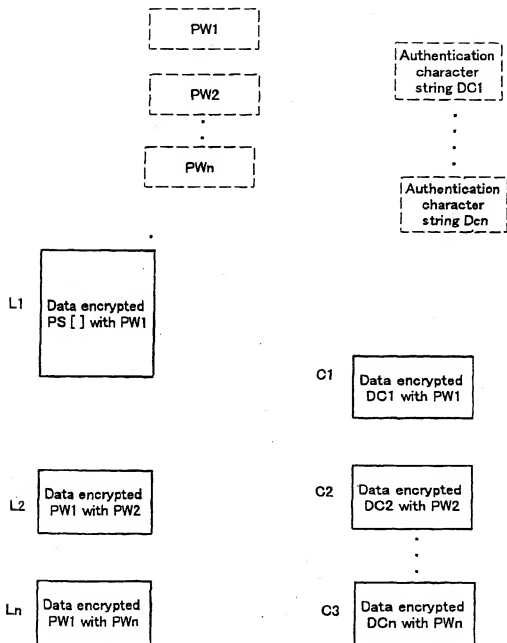 PW1
PW2
PWn
Authentication
character
string DC1
Authentication
character
string Dcn
L1
Data encrypted
PS [ ] with PW1
C1
Data encrypted
DC1 with PW1
L2
Data encrypted
PW1 with PW2
C2
Data encrypted
DC2 with PW2
Ln
Data encrypted
PW1 with PWn
C3
Data encrypted
DCn with PWn